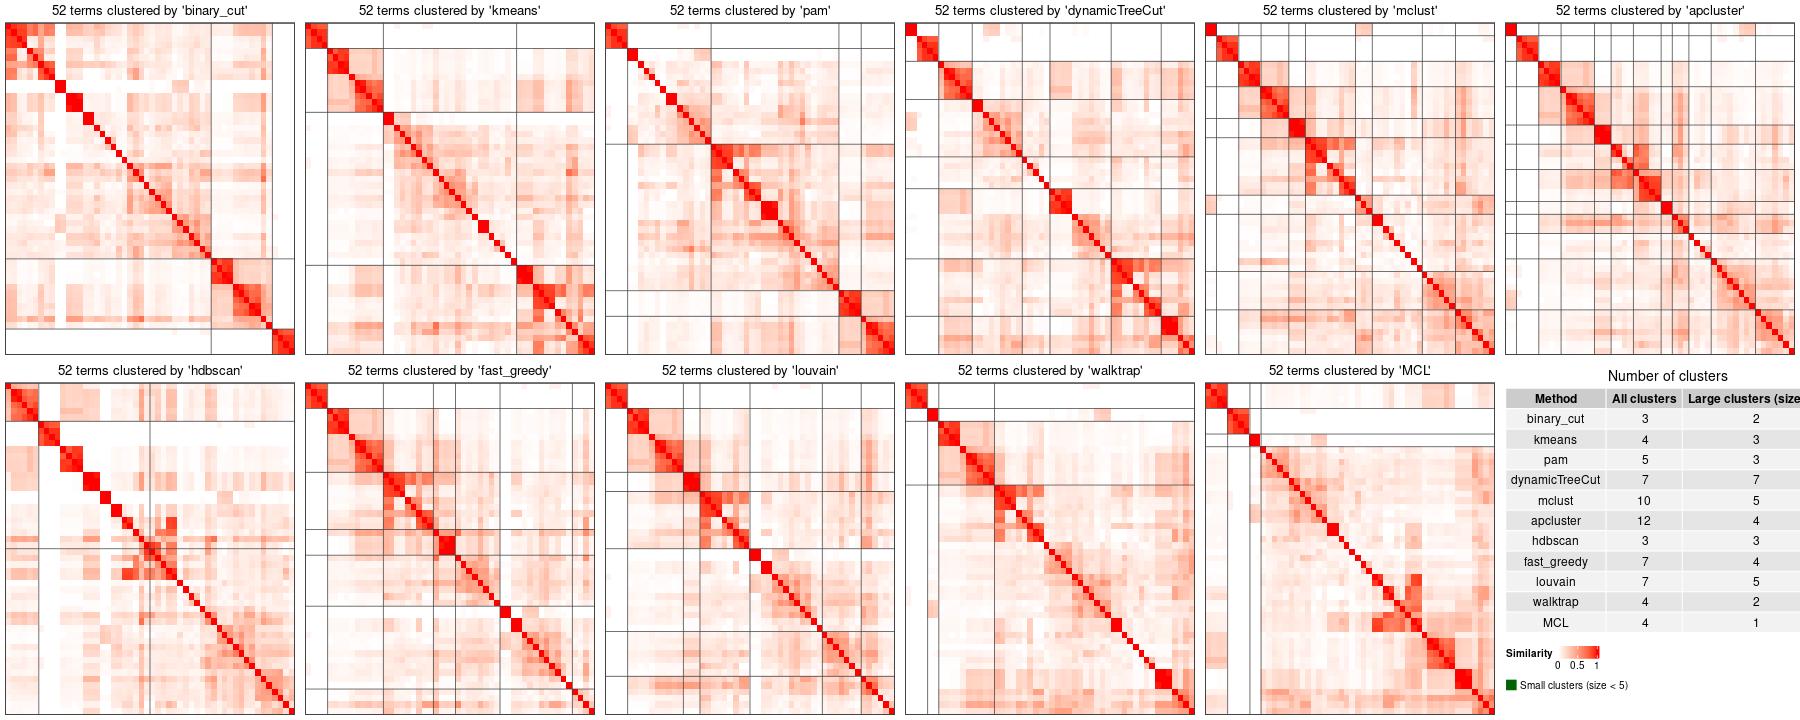 52 terms clustered by 'binary_cut'
52 terms clustered by 'kmeans'
52 terms clustered by 'pam'
52 terms clustered by 'dynamicTreeCut'
52 terms clustered by 'mclust'
52 terms clustered by 'apcluster'
52 terms clustered by 'hdbscan'
52 terms clustered by 'fast_greedy'
52 terms clustered by 'louvain'
52 terms clustered by 'walktrap'
52 terms clustered by 'MCL'
Number of clusters
Method All clusters Large clusters (size
binary_cut 3 2
kmeans 4 3
pam 5 3
dynamicTreeCut 7 7
mclust 10 5
apcluster 12 4
hdbscan 3 3
fast_greedy 7 4
louvain 7 5
walktrap 4 2
MCL 4 1
Similarity
0 0.5 1
Small clusters (size < 5)